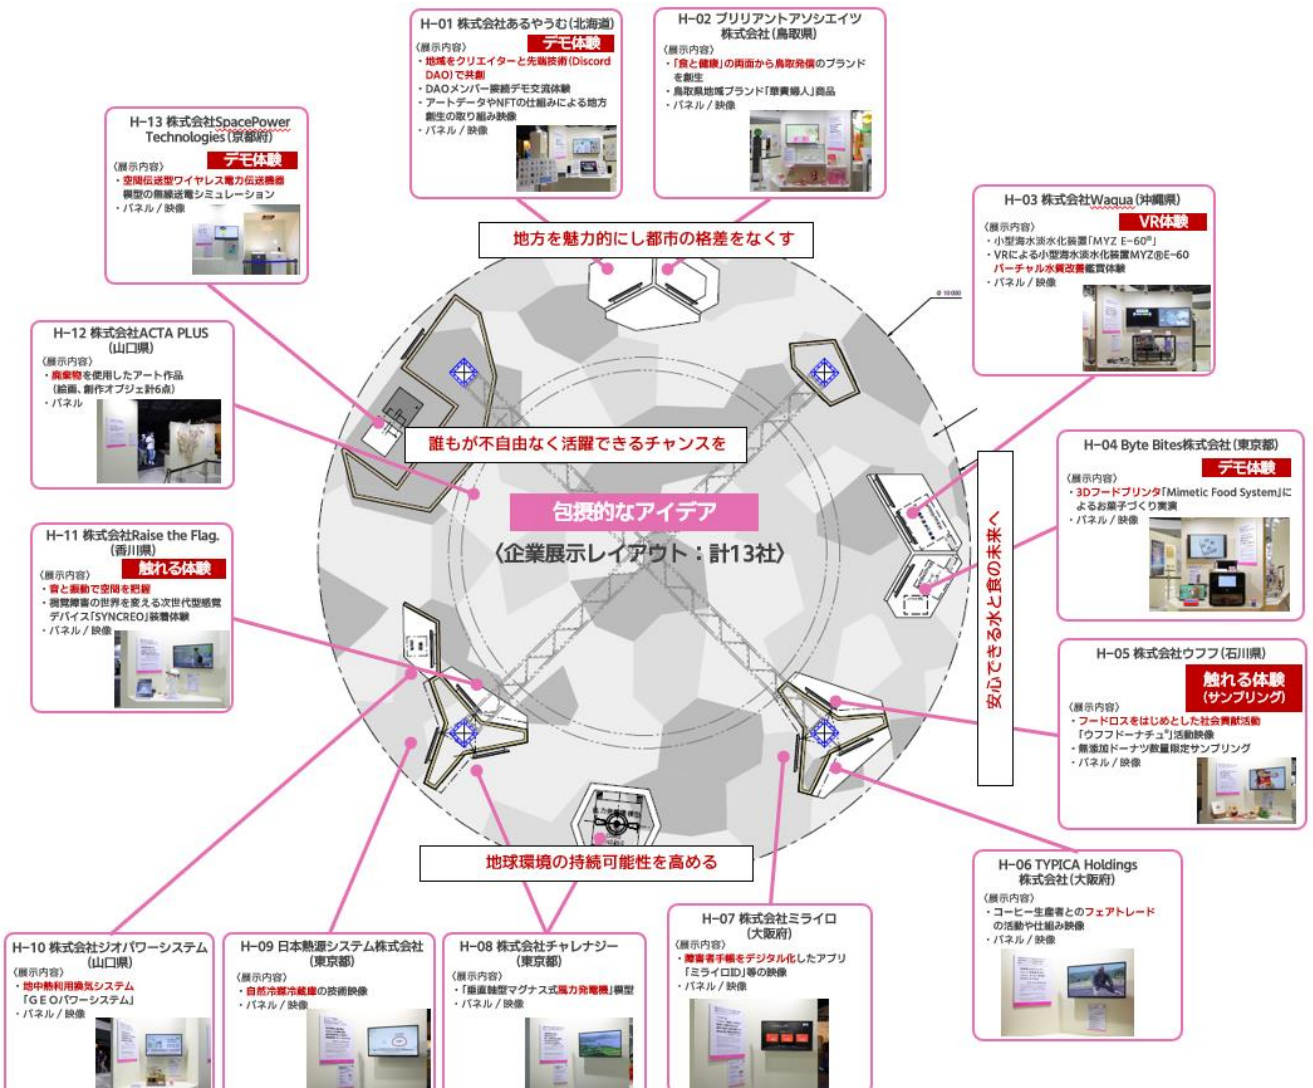 H-01 株式会社あるやうむ(北海道)
デモ体験
〈展示内容〉
・地域をクリエイターと先端技術(Discord
DAO)で共創
・DAOメンバー接続デモ交流体験
・アートデータやNFTの仕組みによる地方
創生の取り組み映像
・パネル / 映像
H-02 ブリリアントアソシエイツ
株式会社(鳥取県)
〈展示内容〉
・「食と健康」の両面から鳥取発信のブランド
を創生
・鳥取県地域ブランド「華貴婦人」商品
・パネル / 映像
H-13 株式会社SpacePower
Technologies(京都府)
デモ体験
〈展示内容〉
・空間伝送型ワイヤレス電力伝送機器
模型の無線送電シミュレーション
・パネル / 映像
H-03 株式会社Waqua(沖縄県)
VR体験
〈展示内容〉
・小型海水淡水化装置「MYZ E-60®」
・VRによる小型海水淡水化装置MYZ®E-60
バーチャル水質改善鑑賞体験
・パネル / 映像
地方を魅力的にし都市の格差をなくす
H-12 株式会社ACTA PLUS
(山口県)
〈展示内容〉
・廃棄物を使用したアート作品
(絵画、創作オブジェ計6点)
・パネル
誰もが不自由なく活躍できるチャンスを
包摂的なアイデア
〈企業展示レイアウト：計13社〉
安心できる水と食の未来へ
H-04 Byte Bites株式会社(東京都)
デモ体験
〈展示内容〉
・3Dフードプリンタ「Mimetic Food System」に
よるお菓子づくり実演
・パネル / 映像
H-11 株式会社Raise the Flag.
(香川県)
触れる体験
〈展示内容〉
・音と振動で空間を把握
・視覚障害の世界を変える次世代型感覚
デバイス「SYNCREO」装着体験
・パネル / 映像
H-05 株式会社ウフフ(石川県)
触れる体験
(サンプリング)
〈展示内容〉
・フードロスをはじめとした社会貢献活動
「ウフフドーナチュ®」活動映像
・無添加ドーナツ数量限定サンプリング
・パネル / 映像
地球環境の持続可能性を高める
H-06 TYPICA Holdings
株式会社(大阪府)
〈展示内容〉
・コーヒー生産者とのフェアトレード
の活動や仕組み映像
・パネル / 映像
H-10 株式会社ジオパワーシステム
(山口県)
〈展示内容〉
・地中熱利用換気システム
「ＧＥＯパワーシステム」
・パネル / 映像
H-09 日本熱源システム株式会社
(東京都)
〈展示内容〉
・自然冷媒冷蔵庫の技術映像
・パネル / 映像
H-08 株式会社チャレナジー
(東京都)
〈展示内容〉
・「垂直軸型マグナス式風力発電機」模型
・パネル / 映像
H-07 株式会社ミライロ
(大阪府)
〈展示内容〉
・障害者手帳をデジタル化したアプリ
「ミライロID」等の映像
・パネル / 映像